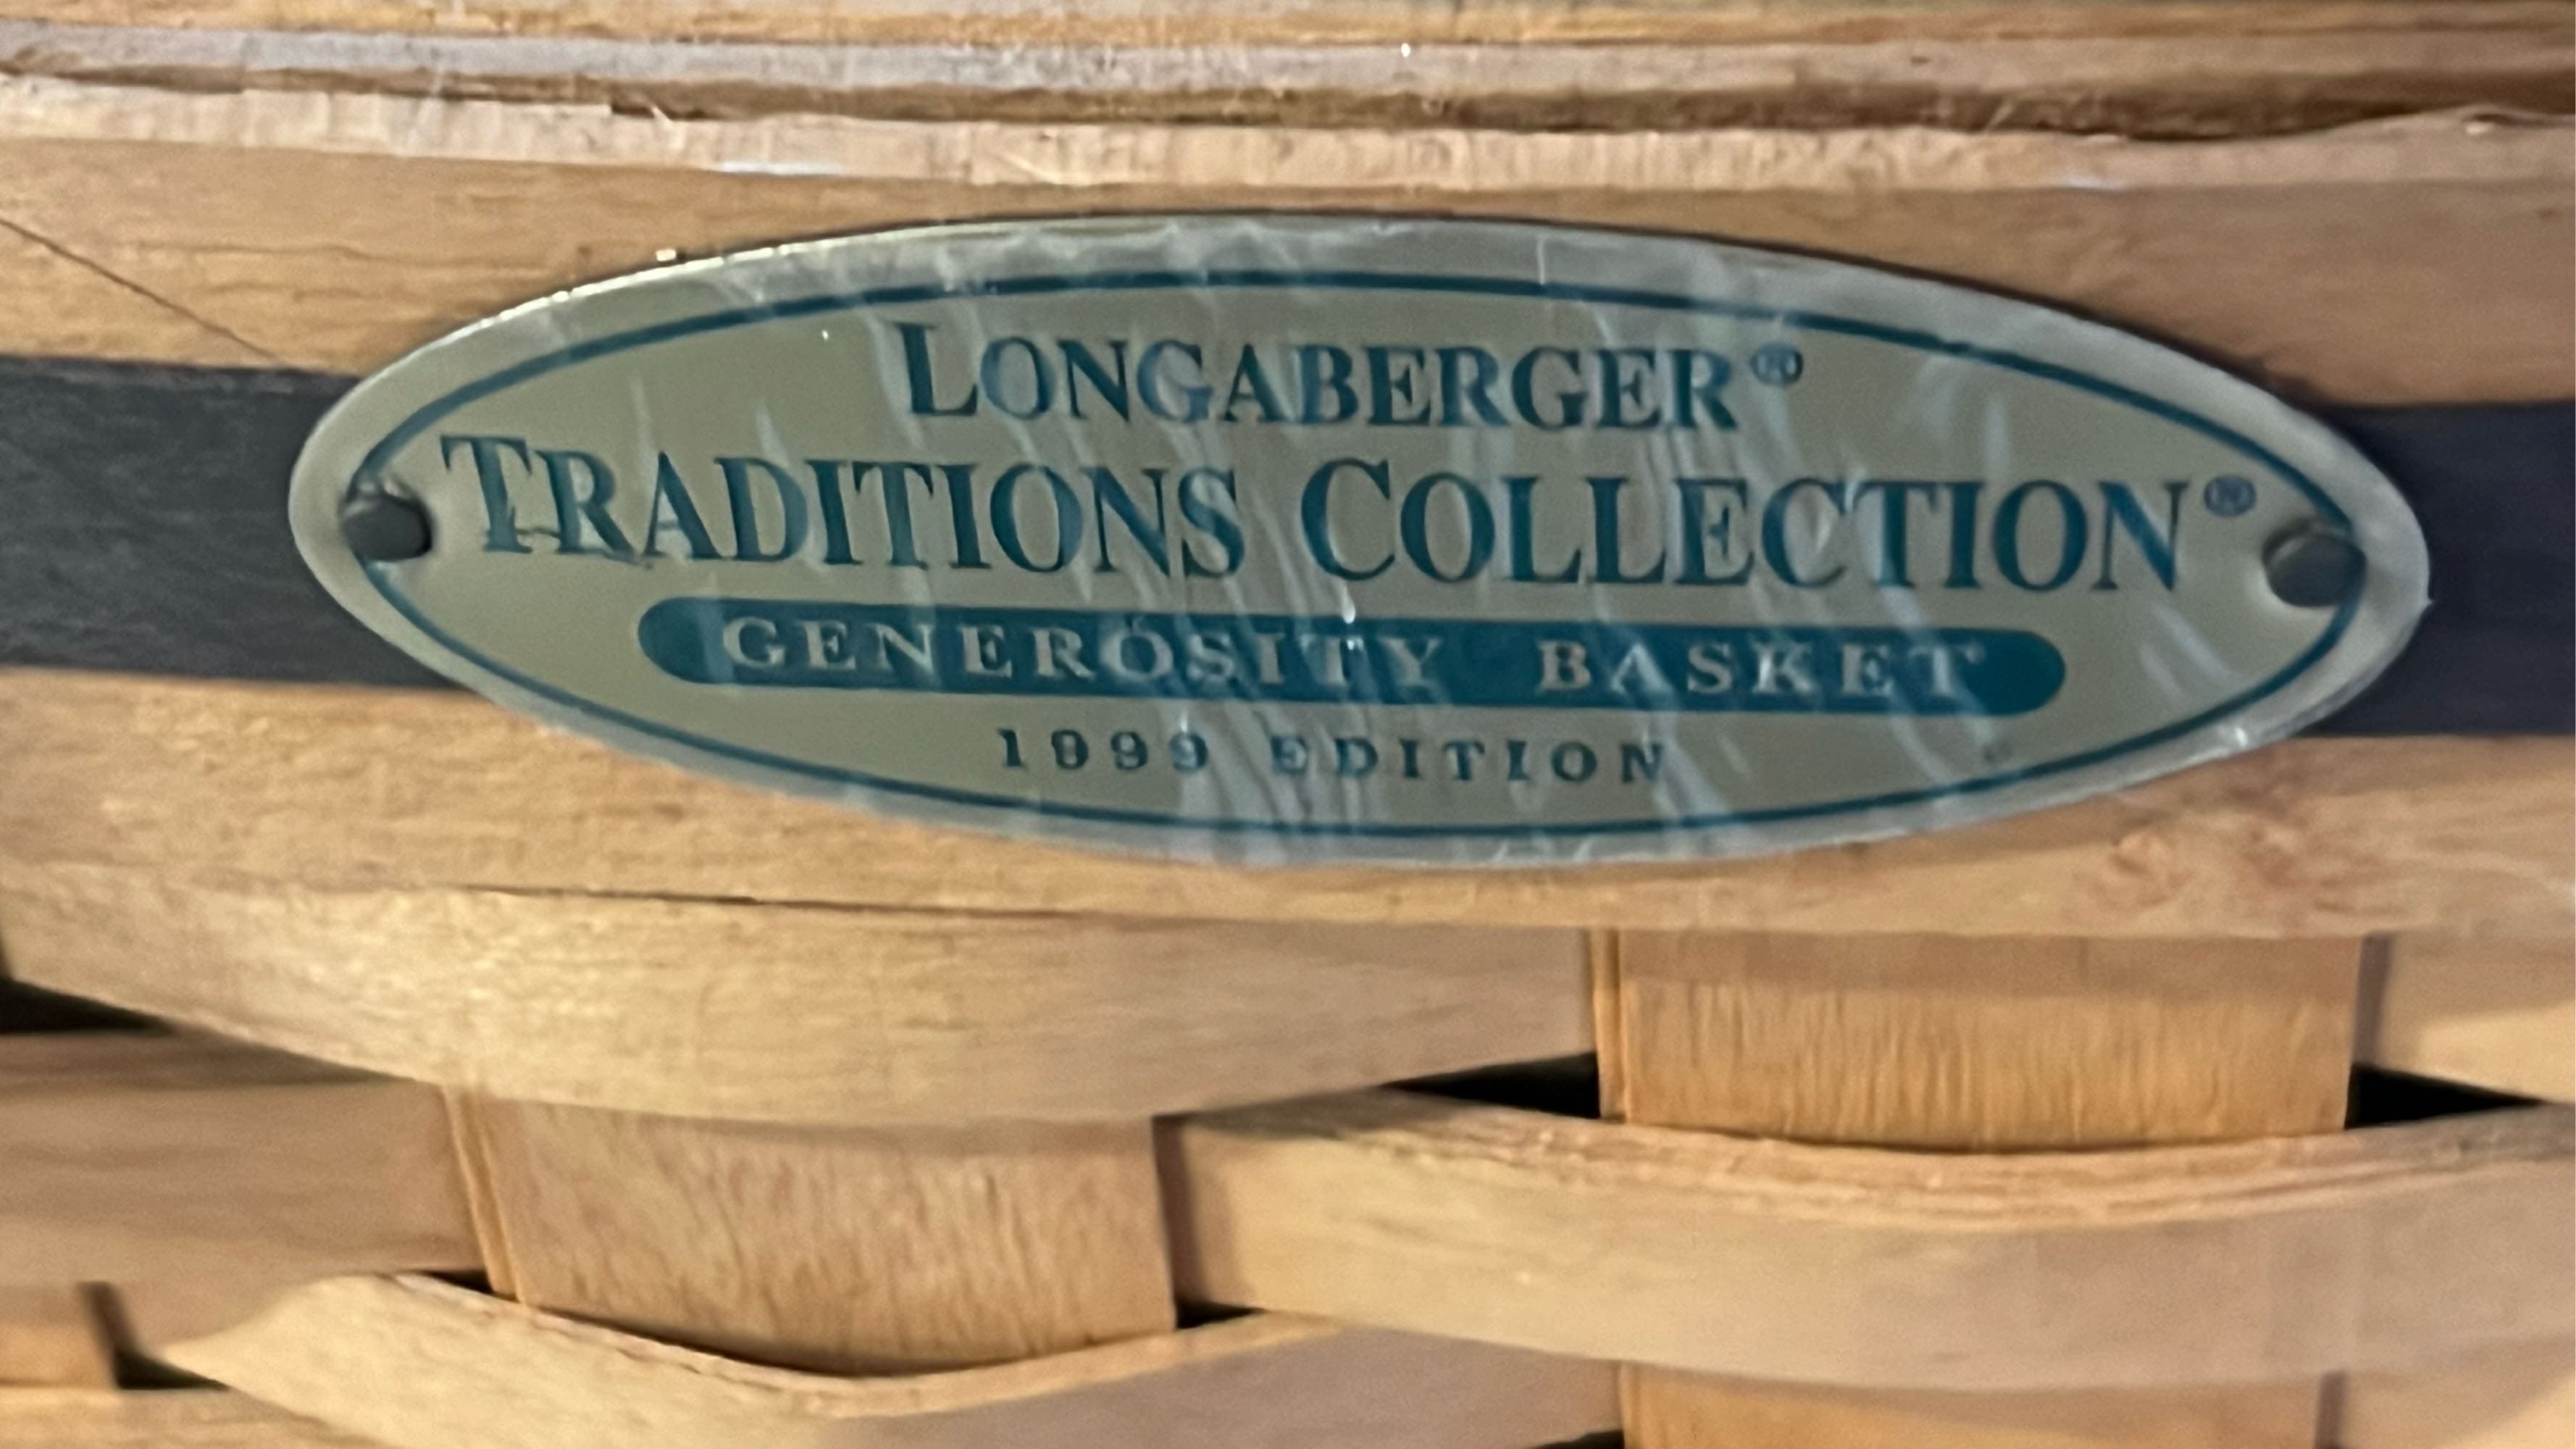 LONGABERGER®
TRADITIONS COLLECTION®
GENEROSITY BASKET
1999 EDITION